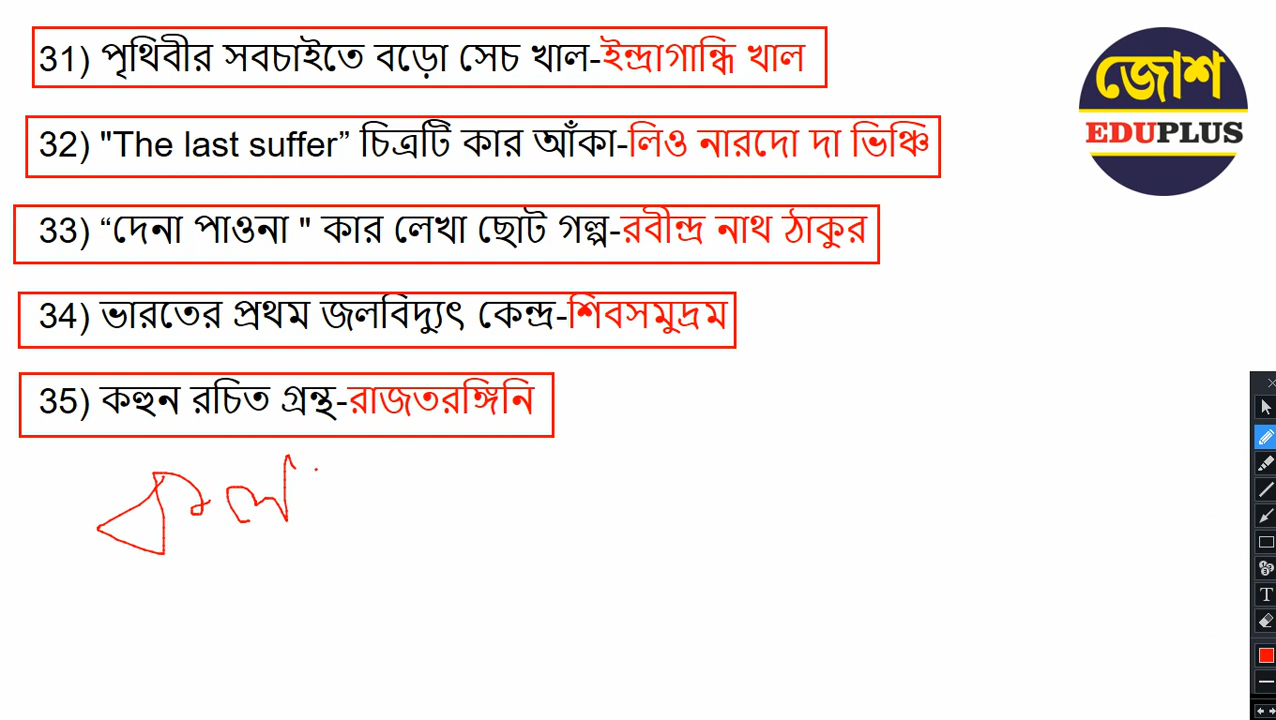 31) পৃথিবীর সবচাইতে বড়ো সেচ খাল-ইন্দ্রাগান্ধি খাল
জোশ
EDUPLUS
32) "The last suffer” চিত্রটি কার আঁকা-লিও নারদো দা ভিঞ্চি
33) “দেনা পাওনা " কার লেখা ছোট গল্প-রবীন্দ্র নাথ ঠাকুর
34) ভারতের প্রথম জলবিদ্যুৎ কেন্দ্র-শিবসমুদ্রম
35) কহুন রচিত গ্রন্থ-রাজতরঙ্গিনি